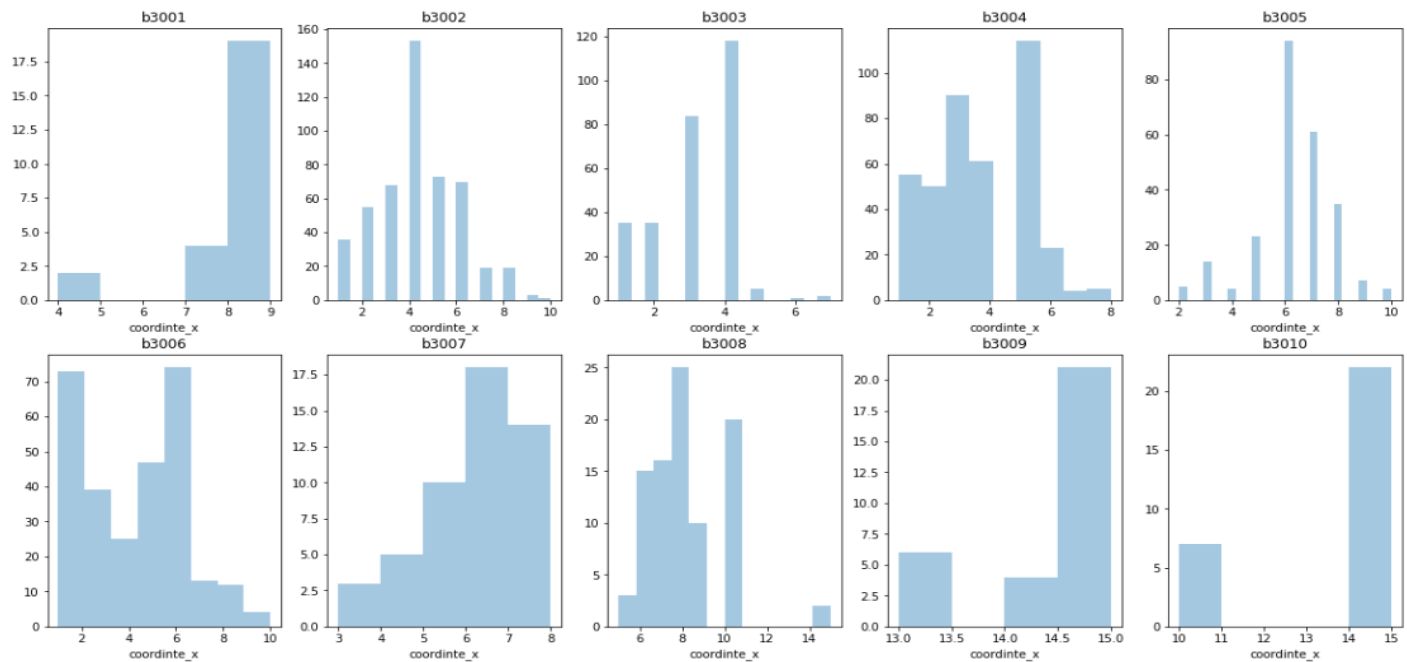 b3001 b3002 b3003 b3004 b3005
17.5 15.0 12.5 10.0 7.5 5.0 2.5 0.0
4 5 6 7 8 9
coordinte_x
160 140 120 100 80 60 40 20 0
2 4 6 8 10
coordinte_x
120 100 80 60 40 20 0
2 4 6
coordinte_x
100 80 60 40 20 0
2 4 6 8
coordinte_x
80 60 40 20 0
2 4 6 8 10
coordinte_x
b3006 b3007 b3008 b3009 b3010
70 60 50 40 30 20 10 0
2 4 6 8 10
coordinte_x
17.5 15.0 12.5 10.0 7.5 5.0 2.5 0.0
3 4 5 6 7 8
coordinte_x
25 20 15 10 5 0
6 8 10 12 14
coordinte_x
20.0 17.5 15.0 12.5 10.0 7.5 5.0 2.5 0.0
13.0 13.5 14.0 14.5 15.0
coordinte_x
20 15 10 5 0
10 11 12 13 14 15
coordinte_x